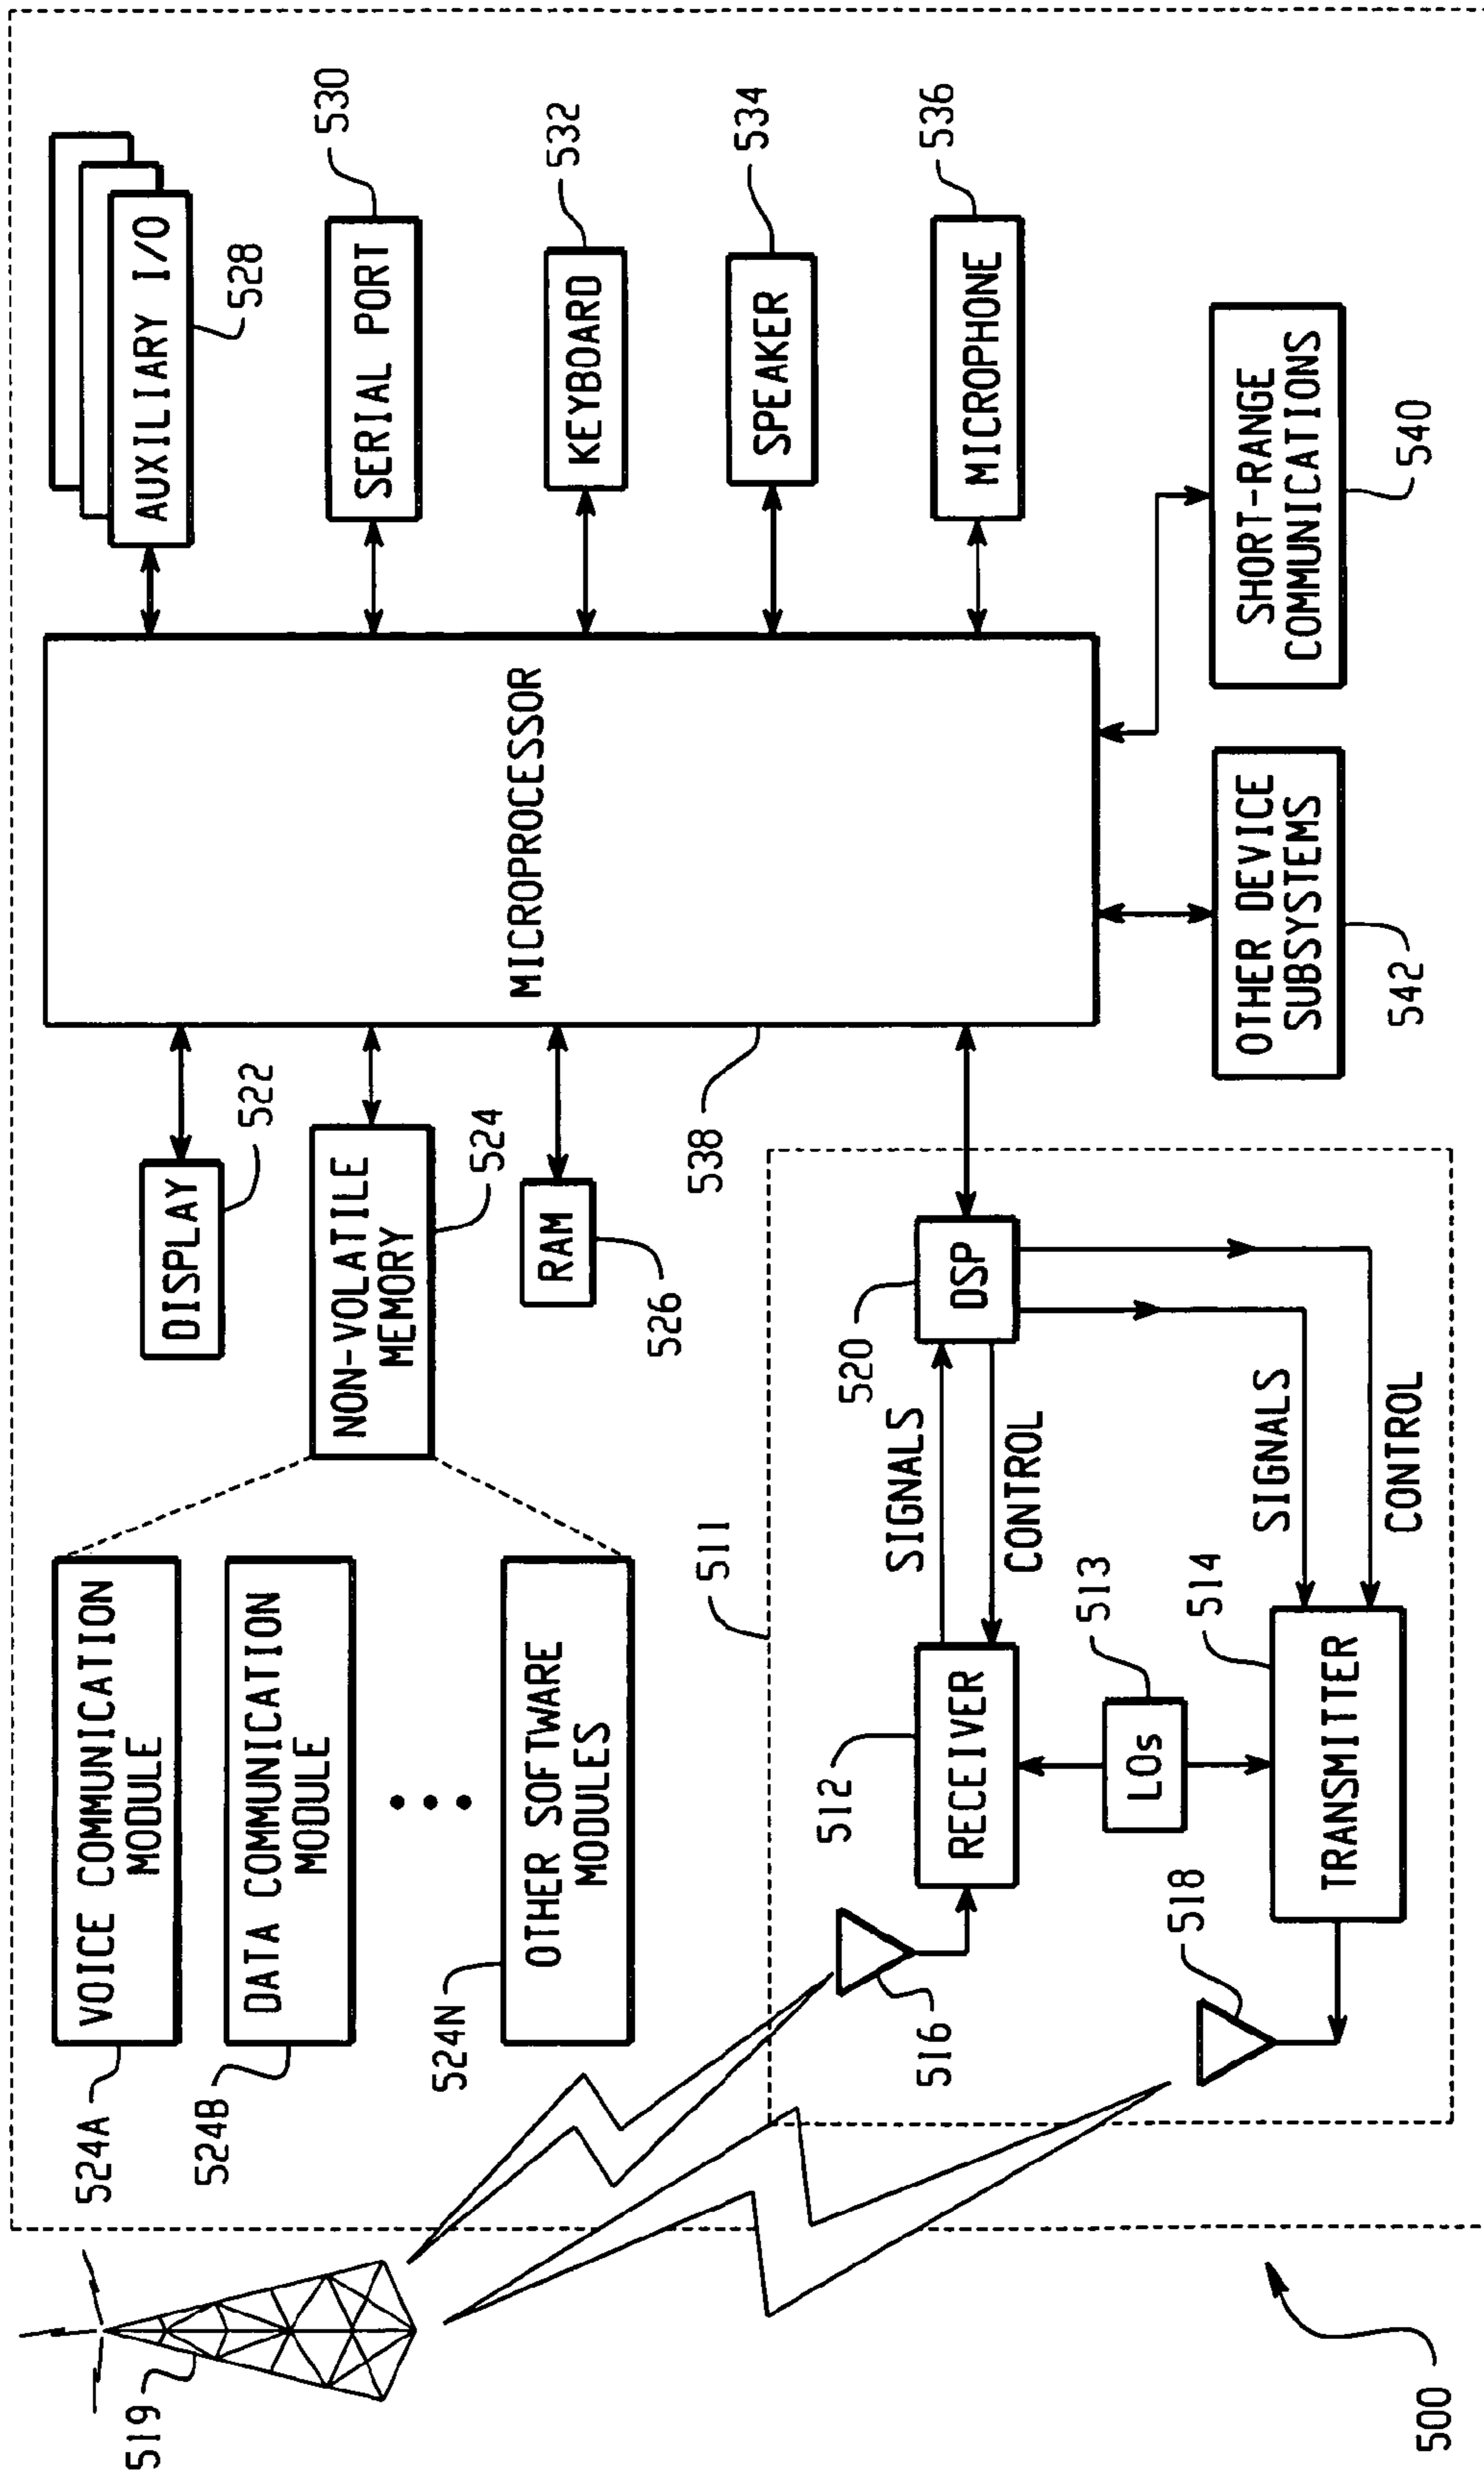 519
500
524A
VOICE COMMUNICATION
MODULE
524B
DATA COMMUNICATION
MODULE
524N
OTHER SOFTWARE
MODULES
DISPLAY
522
NON-VOLATILE
MEMORY
524
RAM
526
MICROPROCESSOR
538
AUXILIARY I/O
528
SERIAL PORT
530
KEYBOARD
532
SPEAKER
534
MICROPHONE
536
SHORT-RANGE
COMMUNICATIONS
540
OTHER DEVICE
SUBSYSTEMS
542
511
516
512
RECEIVER
SIGNALS
CONTROL
520
DSP
LOs
513
518
TRANSMITTER
514
SIGNALS
CONTROL